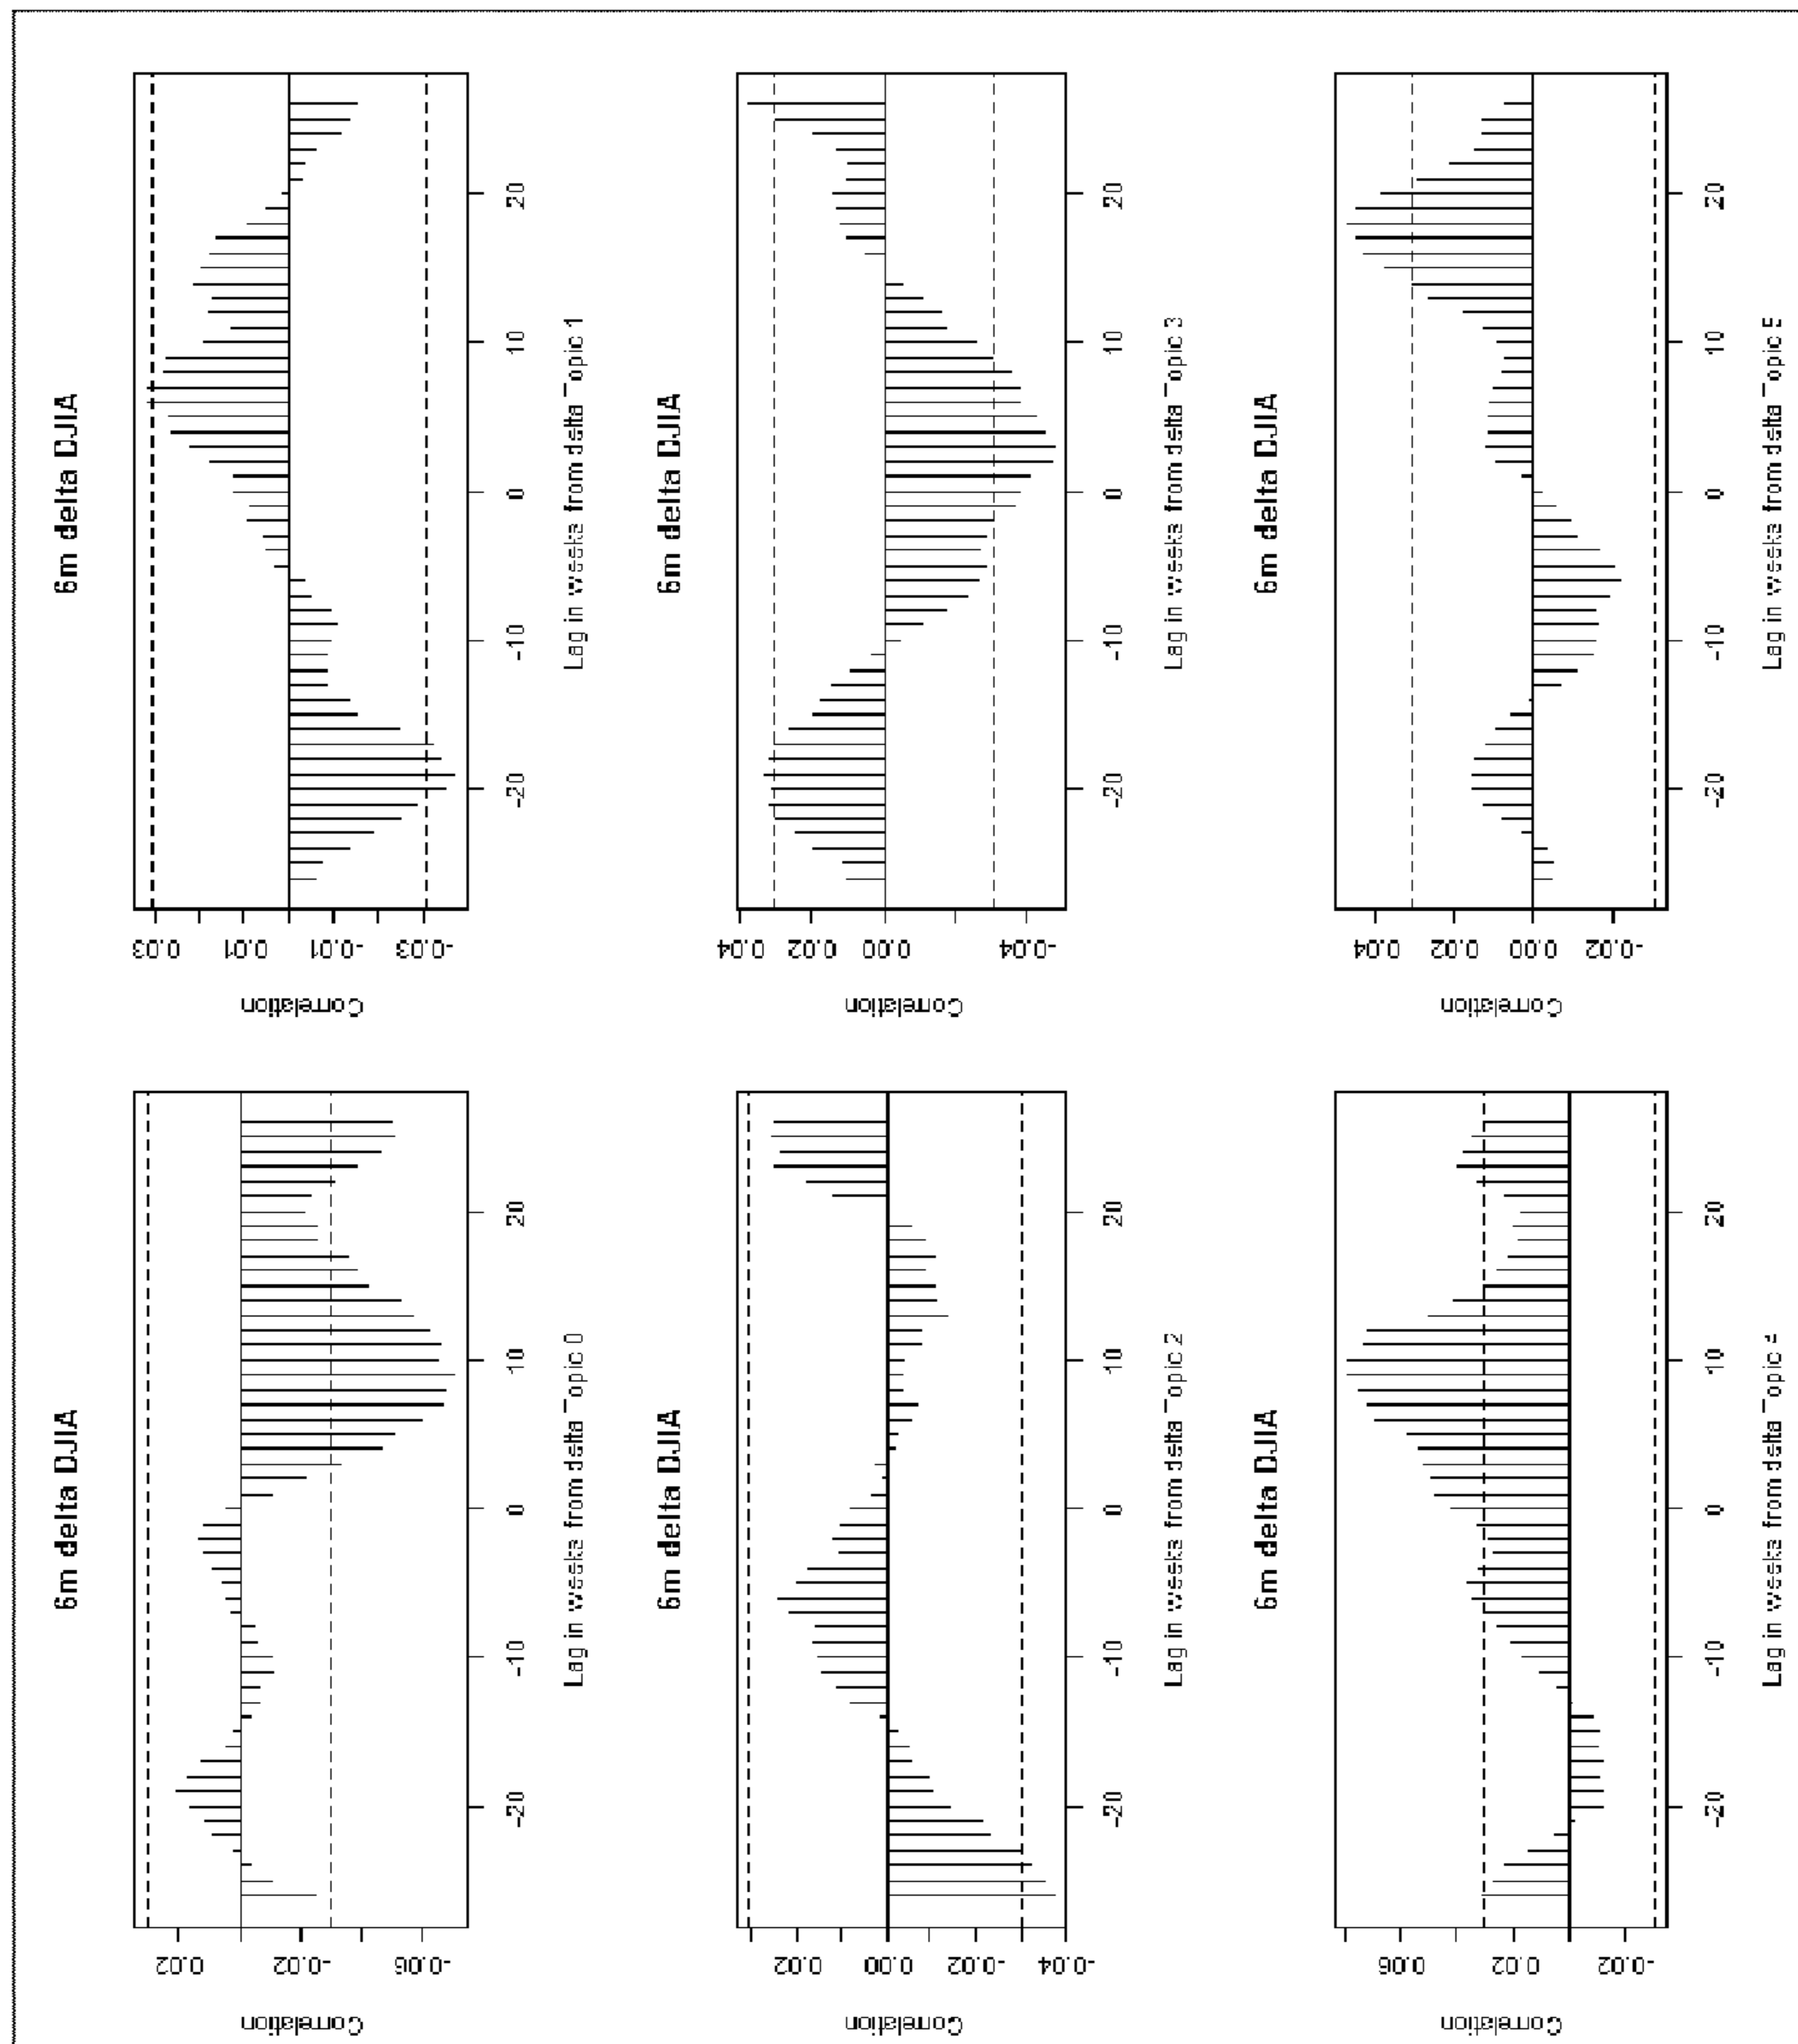 6m delta DJIA
Correlation
-0.06 -0.02 0.02
-20 -10 0 10 20
Lag in weeks from delta Topic 0
6m delta DJIA
Correlation
-0.03 -0.01 0.01 0.03
-20 -10 0 10 20
Lag in weeks from delta Topic 1
6m delta DJIA
Correlation
-0.04 -0.02 0.00 0.02
-20 -10 0 10 20
Lag in weeks from delta Topic 2
6m delta DJIA
Correlation
-0.04 0.00 0.02 0.04
-20 -10 0 10 20
Lag in weeks from delta Topic 3
6m delta DJIA
Correlation
-0.02 0.02 0.06
-20 -10 0 10 20
Lag in weeks from delta Topic
6m delta DJIA
Correlation
-0.02 0.00 0.02 0.04
-20 -10 0 10 20
Lag in weeks from delta Topic 5